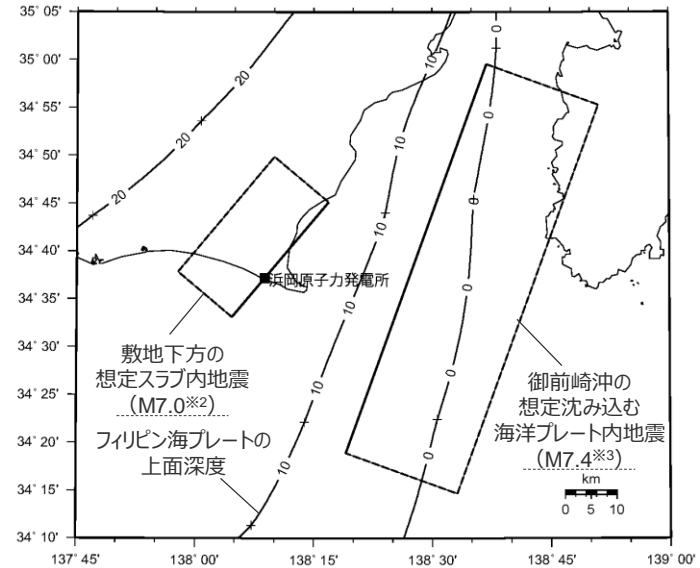 35° 05'
35° 00'
34° 55'
34° 50'
34° 45'
34° 40'
34° 35'
34° 30'
34° 25'
34° 20'
34° 15'
34° 10'
137° 45'
138° 00'
138° 15'
138° 30'
138° 45'
139° 00'
20
20
20
10
10
10
10
10
0
0
0
0
0
0
浜岡原子力発電所
敷地下方の
想定スラブ内地震
(M7.0※2)
フィリピン海プレートの
上面深度
御前崎沖の
想定沈み込む
海洋プレート内地震
(M7.4※3)
km
0 5 10